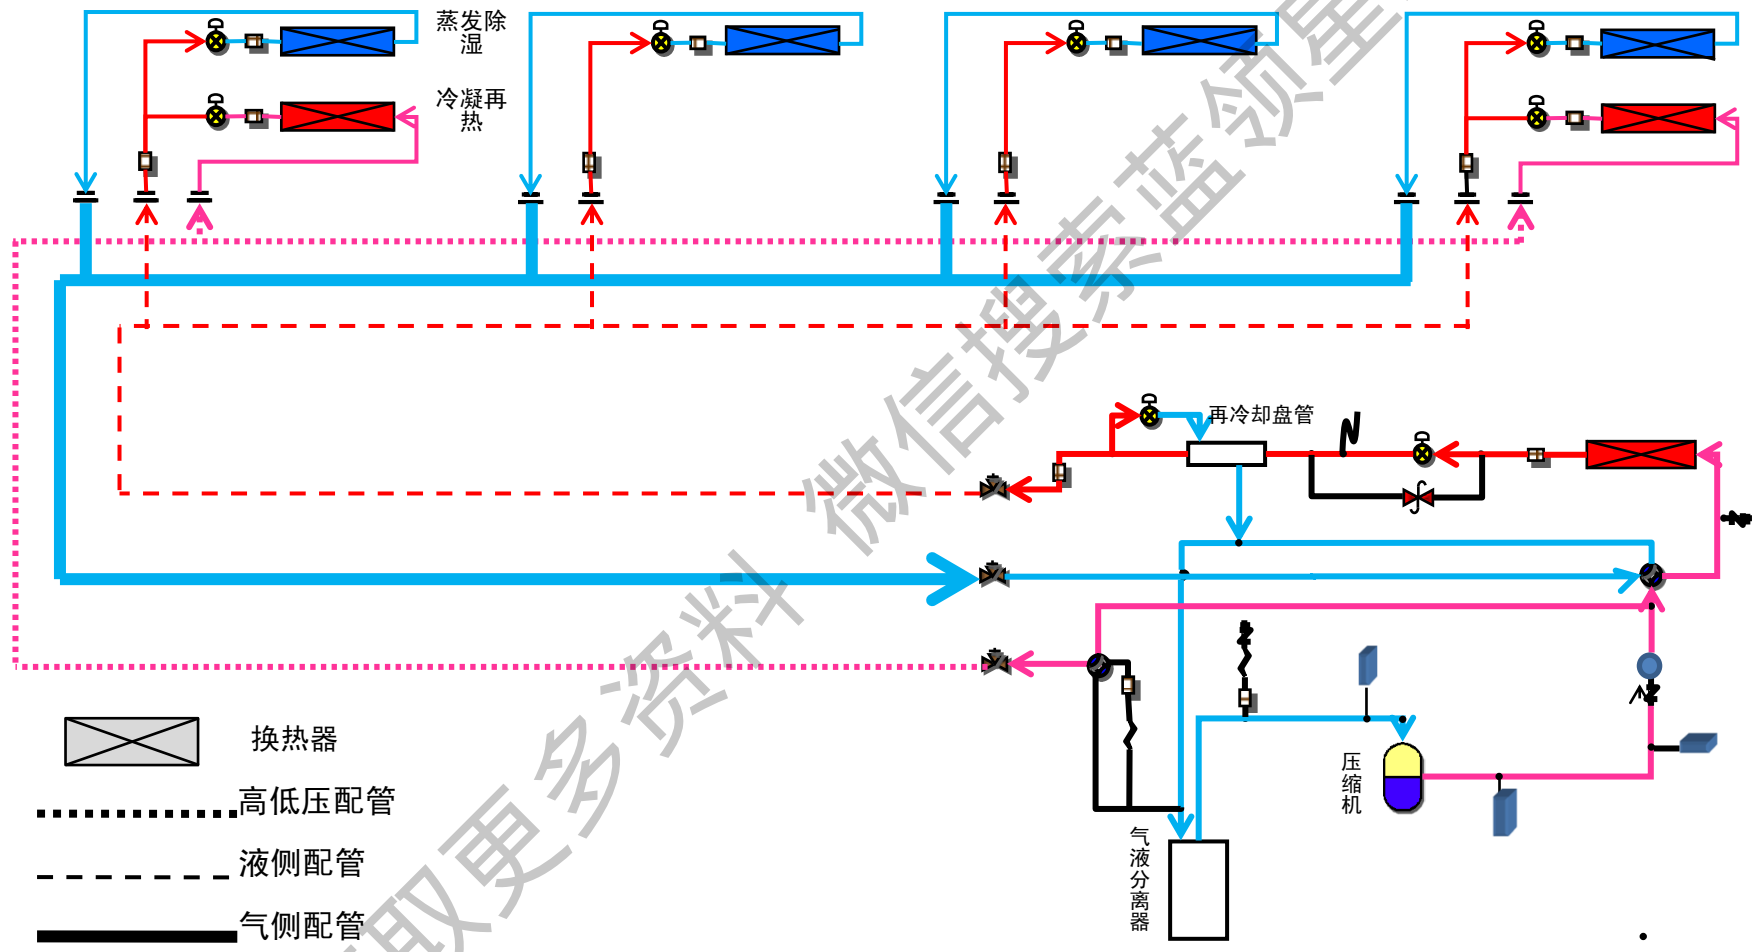 蒸发除
湿
冷凝再
热
再冷却盘管
压
缩
机
气
液
分
离
器
换热器
高低压配管
液侧配管
气侧配管
取更多资料 微信搜索蓝领星